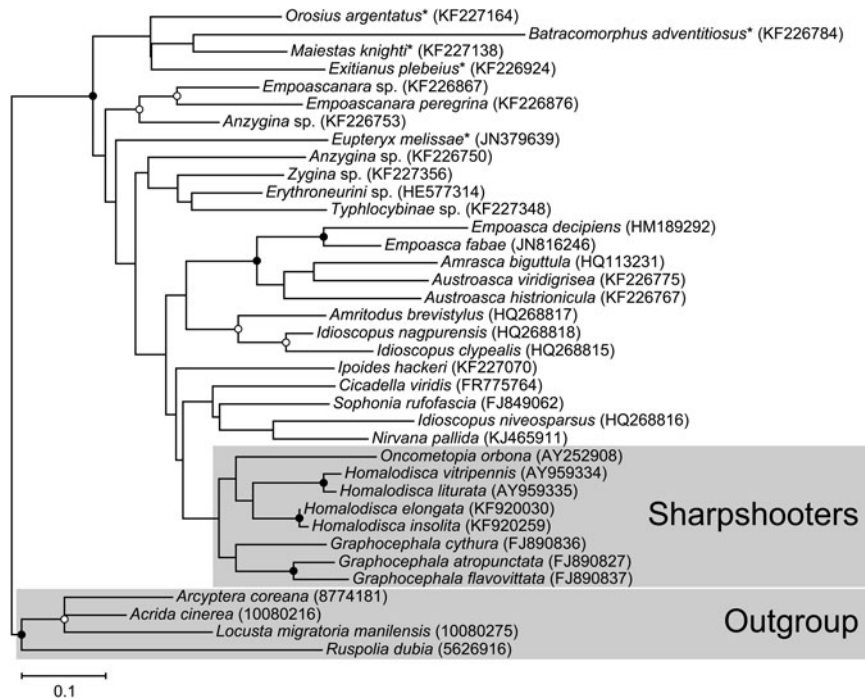 Orosius argentatus* (KF227164)
Batracomorphus adventitiosus* (KF226784)
Maiestas knighti* (KF227138)
Exitianus plebeius* (KF226924)
Empoascanara sp. (KF226867)
Empoascanara peregrina (KF226876)
Anzygina sp. (KF226753)
Eupteryx melissae* (JN379639)
Anzygina sp. (KF226750)
Zygina sp. (KF227356)
Erythroneurini sp. (HE577314)
Typhlocybinae sp. (KF227348)
Empoasca decipiens (HM189292)
Empoasca fabae (JN816246)
Amrasca biguttula (HQ113231)
Austroasca viridigrisea (KF226775)
Austroasca histrionicula (KF226767)
Amritodus brevistylus (HQ268817)
Idioscopus nagpurensis (HQ268818)
Idioscopus clypealis (HQ268815)
Ipoides hackeri (KF227070)
Cicadella viridis (FR775764)
Sophonia rufofascia (FJ849062)
Idioscopus niveosparsus (HQ268816)
Nirvana pallida (KJ465911)
Oncometopia orbona (AY252908)
Homalodisca vitripennis (AY959334)
Homalodisca liturata (AY959335)
Homalodisca elongata (KF920030)
Homalodisca insolita (KF920259)
Graphocephala cythura (FJ890836)
Graphocephala atropunctata (FJ890827)
Graphocephala flavovittata (FJ890837)
Sharpshooters
Arcyptera coreana (8774181)
Acrida cinerea (10080216)
Locusta migratoria manilensis (10080275)
Ruspolia dubia (5626916)
Outgroup
0.1